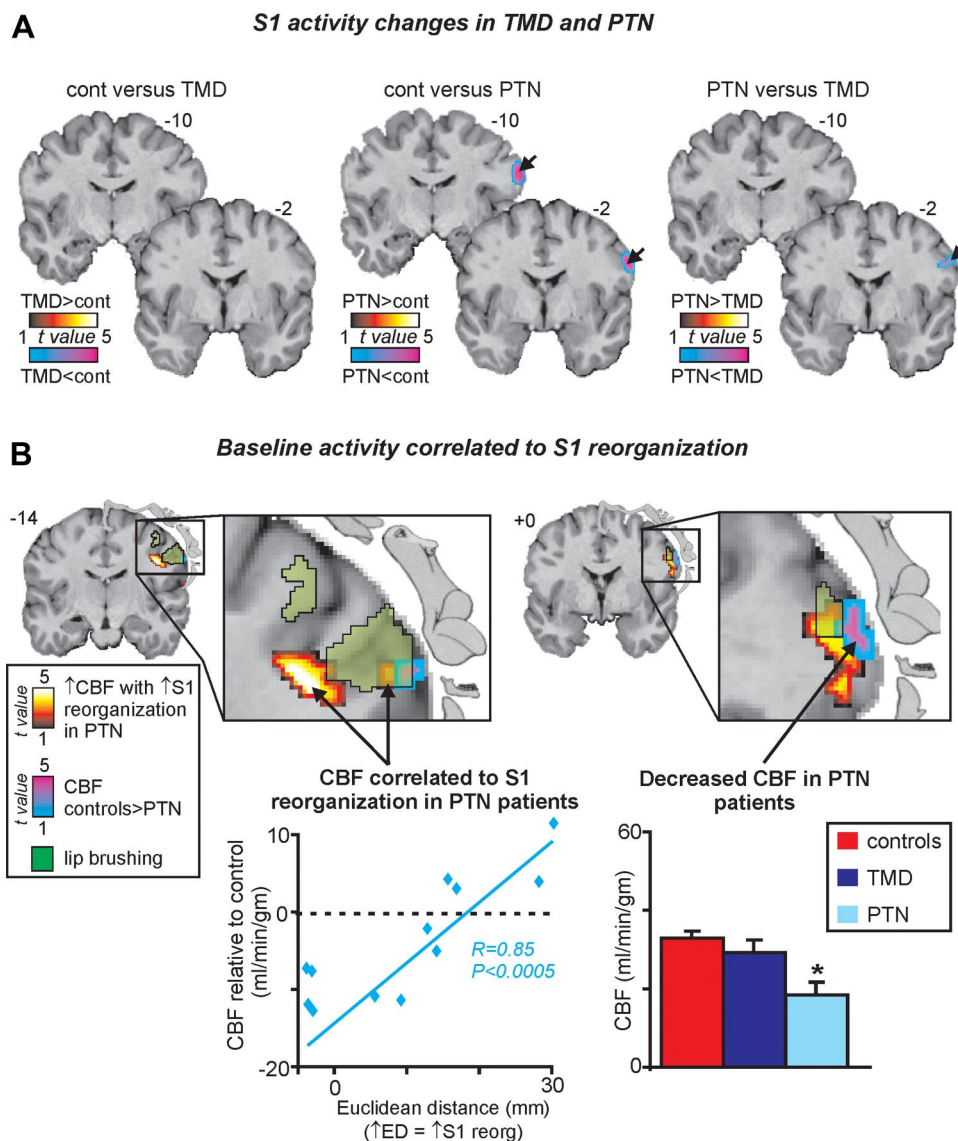 A
S1 activity changes in TMD and PTN
cont versus TMD
-10
-2
TMD>cont
1 t value 5
TMD<cont
cont versus PTN
-10
-2
PTN>cont
1 t value 5
PTN<cont
PTN versus TMD
-10
-2
PTN>TMD
1 t value 5
PTN<TMD
B
Baseline activity correlated to S1 reorganization
-14
+0
5
t value
1
↑CBF with ↑S1
reorganization
in PTN
5
t value
1
CBF
controls>PTN
lip brushing
CBF correlated to S1
reorganization in PTN patients
10
0
-20
CBF relative to control
(ml/min/gm)
R=0.85
P<0.0005
0
30
Euclidean distance (mm)
(↑ED = ↑S1 reorg)
Decreased CBF in PTN
patients
60
0
CBF (ml/min/gm)
controls
TMD
PTN
*